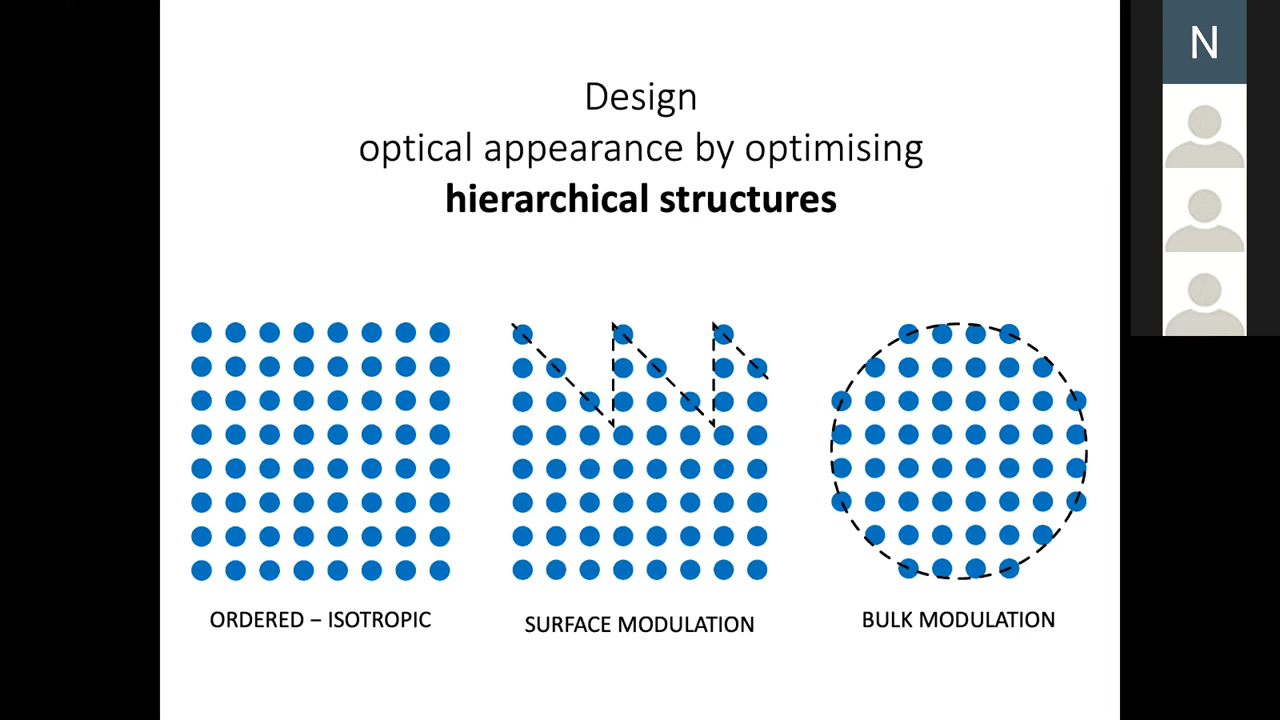 Design
optical appearance by optimising
hierarchical structures
N
ORDERED – ISOTROPIC
SURFACE MODULATION
BULK MODULATION